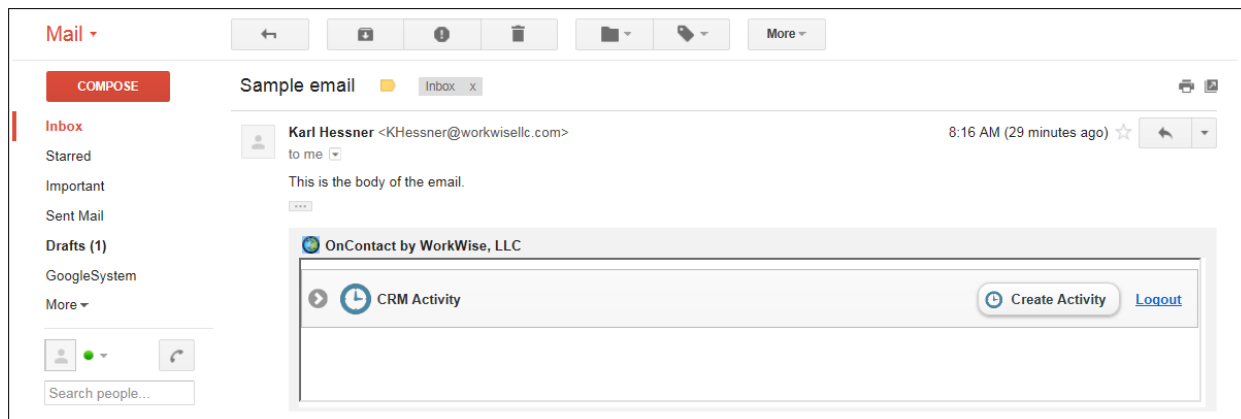 Mail
More
COMPOSE
Sample email
Inbox x
Inbox
Starred
Important
Sent Mail
Drafts (1)
GoogleSystem
More
Search people...
Karl Hessner <KHessner@workwisellc.com>
8:16 AM (29 minutes ago)
to me
This is the body of the email.
OnContact by WorkWise, LLC
CRM Activity
Create Activity
Logout